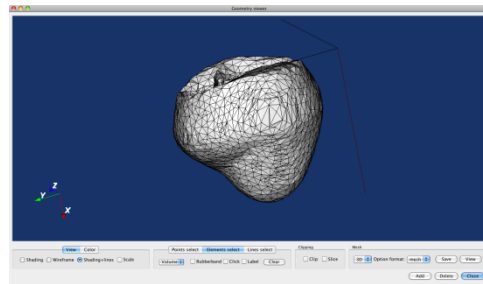 Geometry viewer
Z
Y
X
View Color
Shading Wireframe Shading+lines Scale
Points select Elements select Lines select
Volume Rubberband Click Label Clear
Clipping
Clip Slice
Mesh
Option format: Save View
Add Delete Close